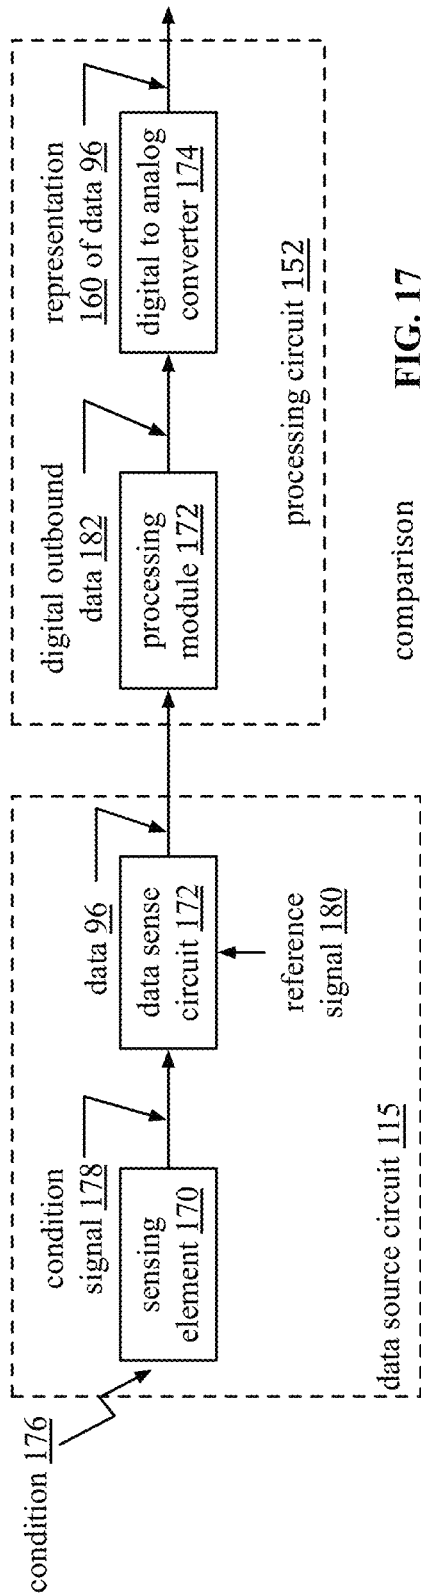 condition 176
condition
signal 178
sensing
element 170
data 96
data sense
circuit 172
reference
signal 180
data source circuit 115
digital outbound
data 182
processing
module 172
representation
160 of data 96
digital to analog
converter 174
processing circuit 152
comparison
FIG. 17